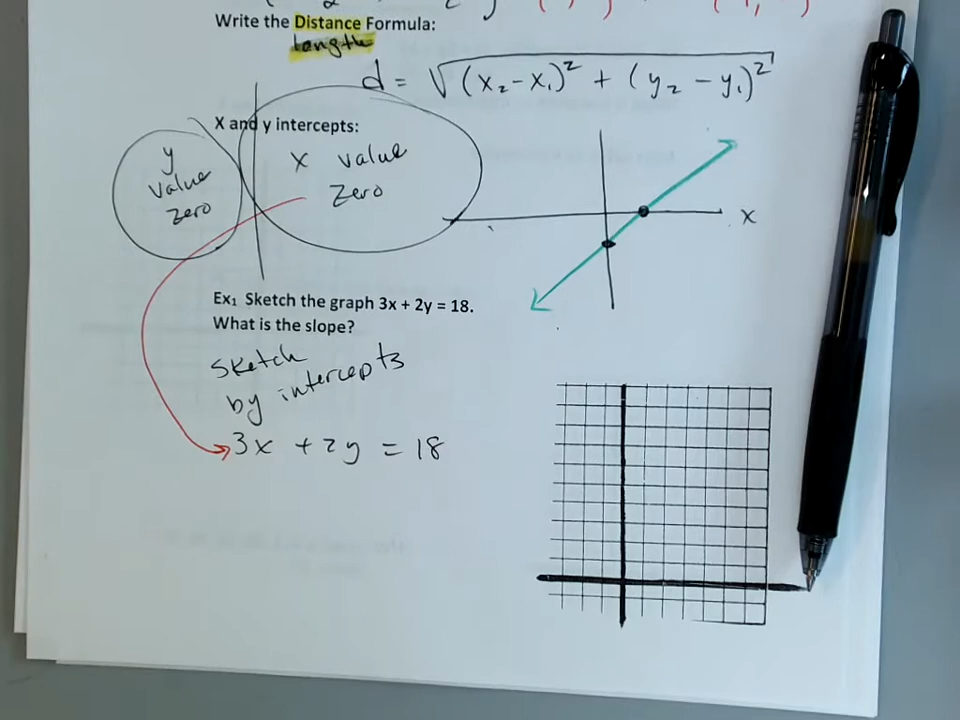 Write the Distance Formula:
Length
d = √(x₂-x₁)² + (y₂-y₁)²
X and y intercepts:
y value zero
x value zero
x
Ex₁ Sketch the graph 3x + 2y = 18.
What is the slope?
Sketch
by intercepts
3x + 2y = 18